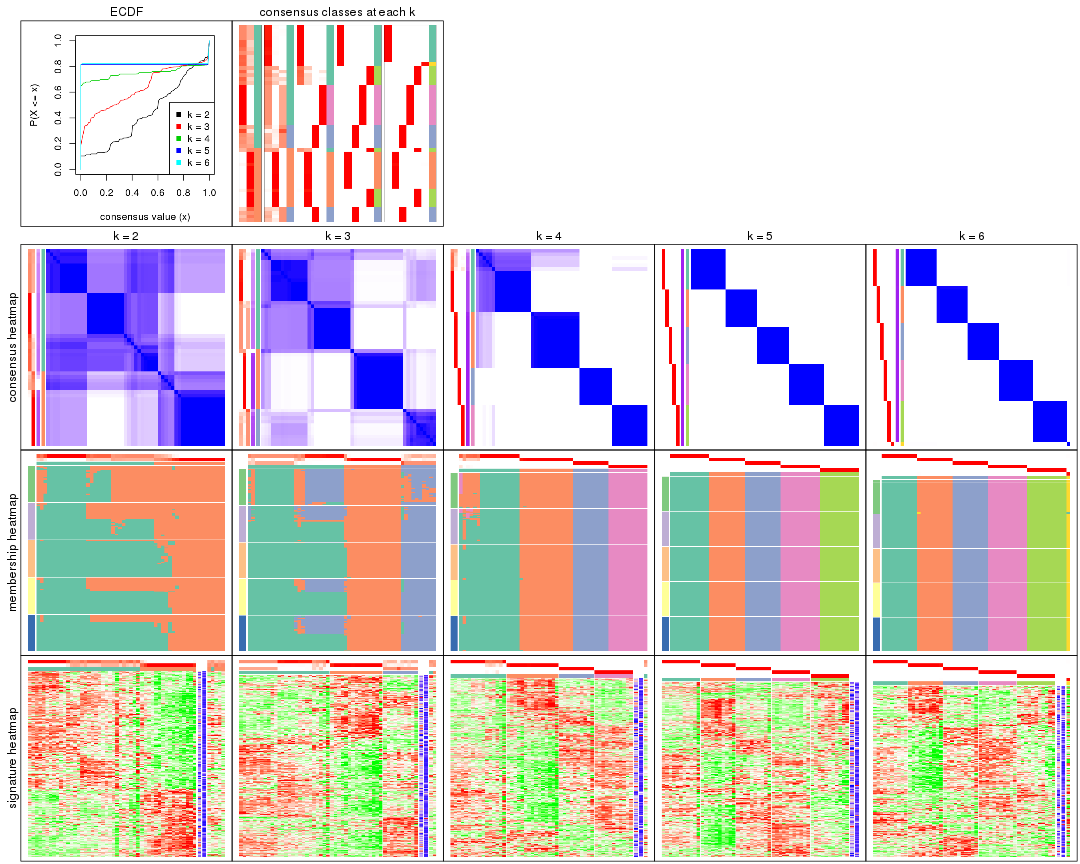 ECDF
consensus classes at each k
P(X <= x)
0.0 0.2 0.4 0.6 0.8 1.0
k = 2
k = 3
k = 4
k = 5
k = 6
0.0 0.2 0.4 0.6 0.8 1.0
consensus value (x)
k = 2
k = 3
k = 4
k = 5
k = 6
consensus heatmap
membership heatmap
signature heatmap